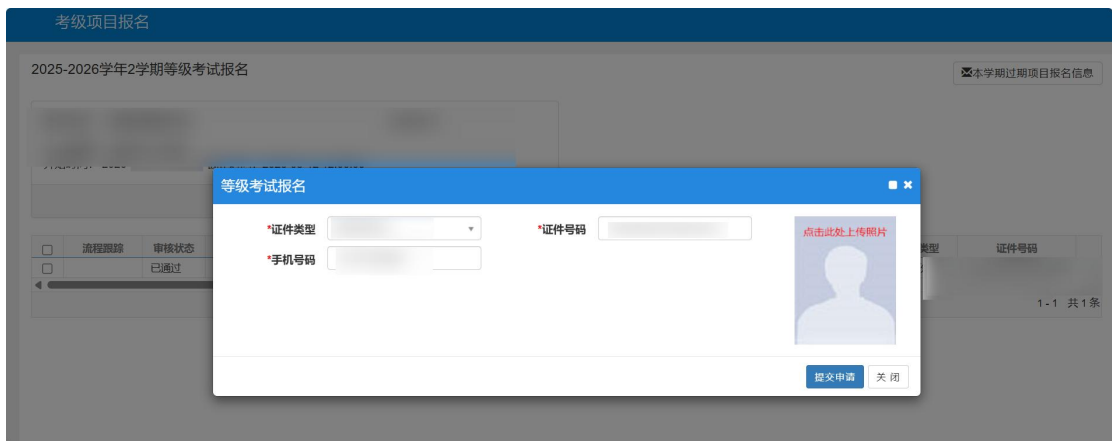 考级项目报名
2025-2026学年2学期等级考试报名
本学期过期项目报名信息
等级考试报名
*证件类型
*证件号码
点击此处上传照片
*手机号码
流程跟踪 审核状态 类型 证件号码
已通过
1 - 1 共1条
提交申请 关 闭